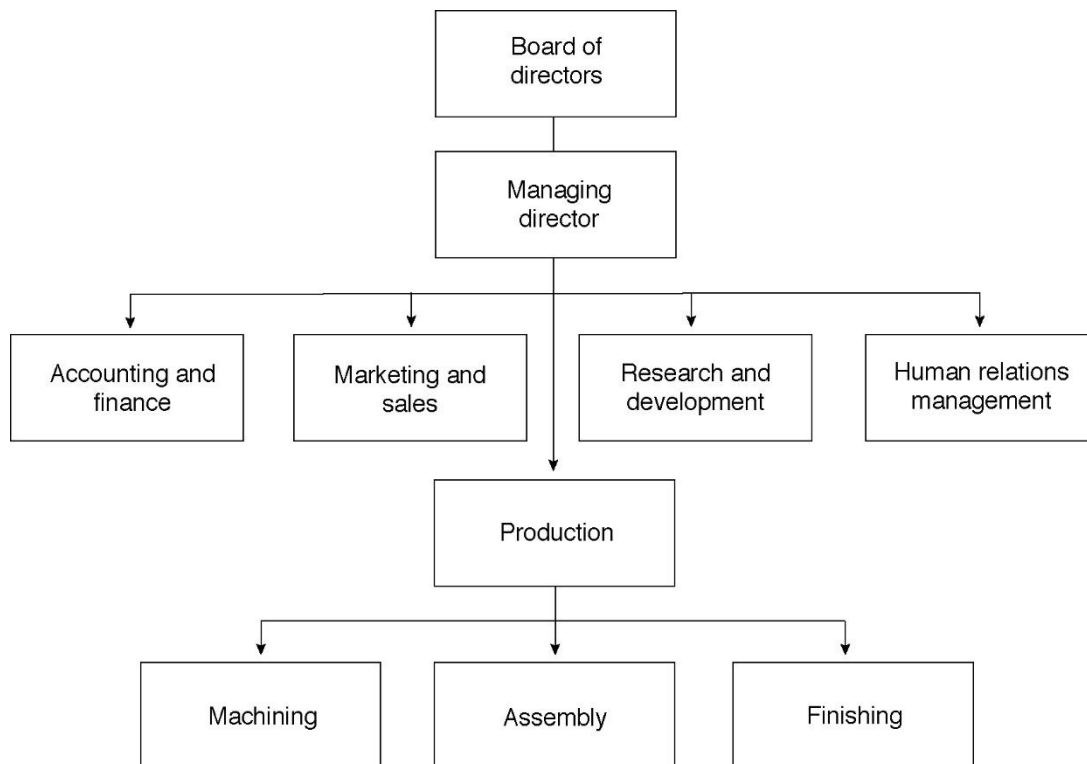 Board of
directors
Managing
director
Accounting and
finance
Marketing and
sales
Research and
development
Human relations
management
Production
Machining
Assembly
Finishing